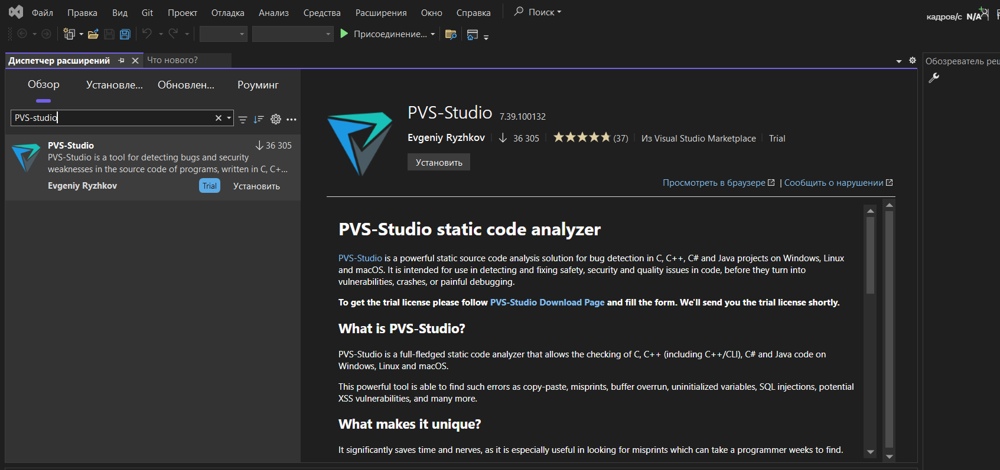 Файл Правка Вид Git Проект Отладка Анализ Средства Расширения Окно Справка Поиск
кадров/с N/A
Присоединение...
Диспетчер расширений Что нового?
Обозреватель реш
Обзор Установле... Обновлен... Роуминг
PVS-studio
PVS-Studio 36 305
PVS-Studio is a tool for detecting bugs and security
weaknesses in the source code of programs, written in C, C+...
Evgeniy Ryzhkov Trial Установить
PVS-Studio 7.39.100132
Evgeniy Ryzhkov 36 305 (37) Из Visual Studio Marketplace Trial
Установить
Просмотреть в браузере | Сообщить о нарушении
PVS-Studio static code analyzer
PVS-Studio is a powerful static source code analysis solution for bug detection in C, C++, C# and Java projects on Windows, Linux
and macOS. It is intended for use in detecting and fixing safety, security and quality issues in code, before they turn into
vulnerabilities, crashes, or painful debugging.
To get the trial license please follow PVS-Studio Download Page and fill the form. We'll send you the trial license shortly.
What is PVS-Studio?
PVS-Studio is a full-fledged static code analyzer that allows the checking of C, C++ (including C++/CLI), C# and Java code on
Windows, Linux and macOS.
This powerful tool is able to find such errors as copy-paste, misprints, buffer overrun, uninitialized variables, SQL injections, potential
XSS vulnerabilities, and many more.
What makes it unique?
It significantly saves time and nerves, as it is especially useful in looking for misprints which can take a programmer weeks to find.